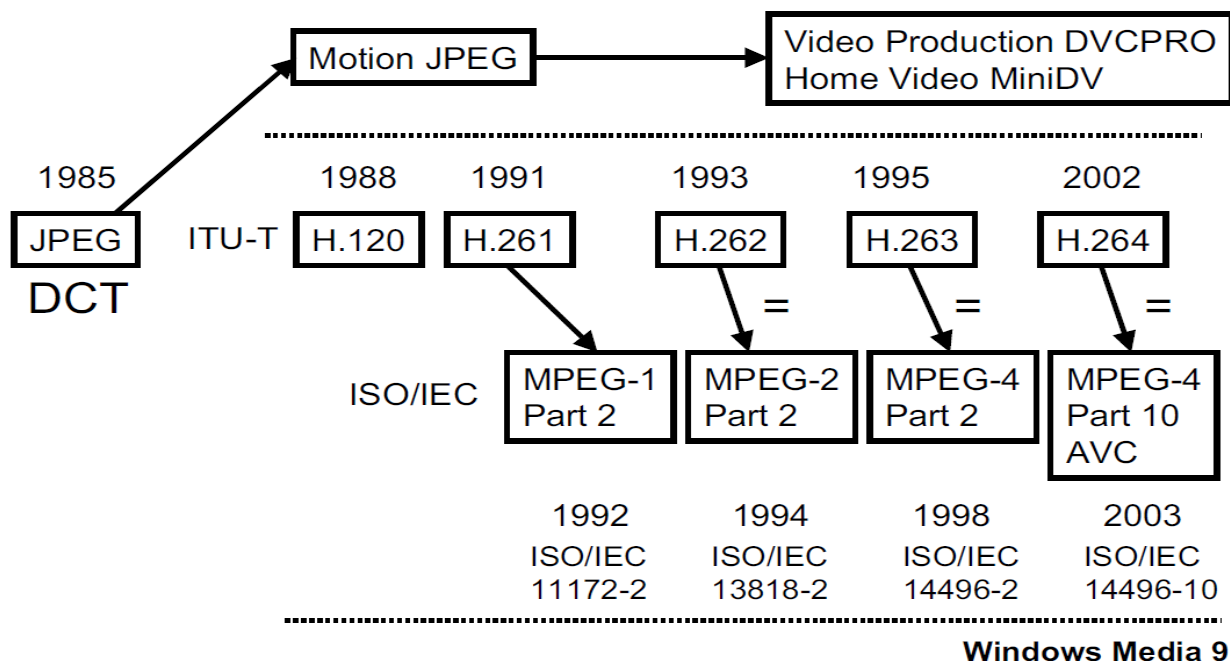 Motion JPEG
Video Production DVCPRO
Home Video MiniDV
1985
1988
1991
1993
1995
2002
JPEG
ITU-T
H.120
H.261
H.262
H.263
H.264
DCT
=
=
=
ISO/IEC
MPEG-1
Part 2
MPEG-2
Part 2
MPEG-4
Part 2
MPEG-4
Part 10
AVC
1992
ISO/IEC
11172-2
1994
ISO/IEC
13818-2
1998
ISO/IEC
14496-2
2003
ISO/IEC
14496-10
Windows Media 9